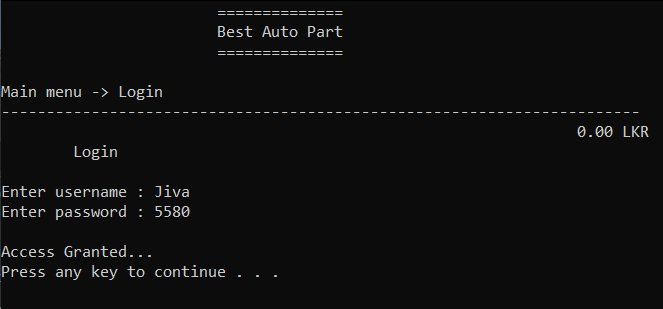 ==============
Best Auto Part
==============
Main menu -> Login
-----------------------------------------------------------------------
0.00 LKR
Login
Enter username : Jiva
Enter password : 5580
Access Granted...
Press any key to continue . . .